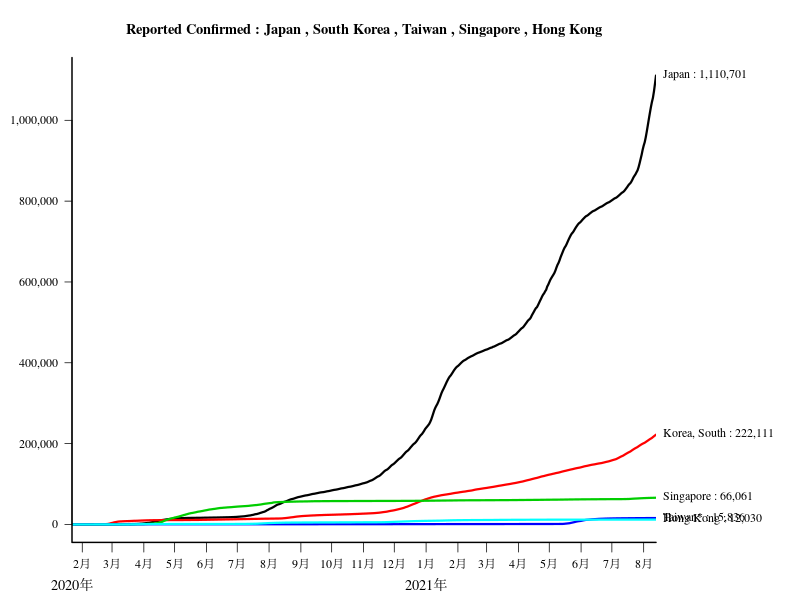 Reported Confirmed : Japan , South Korea , Taiwan , Singapore , Hong Kong
Japan : 1,110,701
1,000,000
800,000
600,000
400,000
Korea, South : 222,111
200,000
Singapore : 66,061
Hong Kong : 12,030
0
2月 3月 4月 5月 6月 7月 8月 9月 10月 11月 12月 1月 2月 3月 4月 5月 6月 7月 8月
2020年 2021年